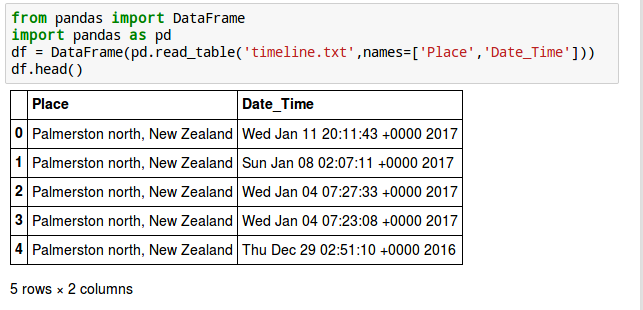 from pandas import DataFrame
import pandas as pd
df = DataFrame(pd.read_table('timeline.txt',names=['Place','Date_Time']))
df.head()
Place Date_Time
0 Palmerston north, New Zealand Wed Jan 11 20:11:43 +0000 2017
1 Palmerston north, New Zealand Sun Jan 08 02:07:11 +0000 2017
2 Palmerston north, New Zealand Wed Jan 04 07:27:33 +0000 2017
3 Palmerston north, New Zealand Wed Jan 04 07:23:08 +0000 2017
4 Palmerston north, New Zealand Thu Dec 29 02:51:10 +0000 2016
5 rows × 2 columns